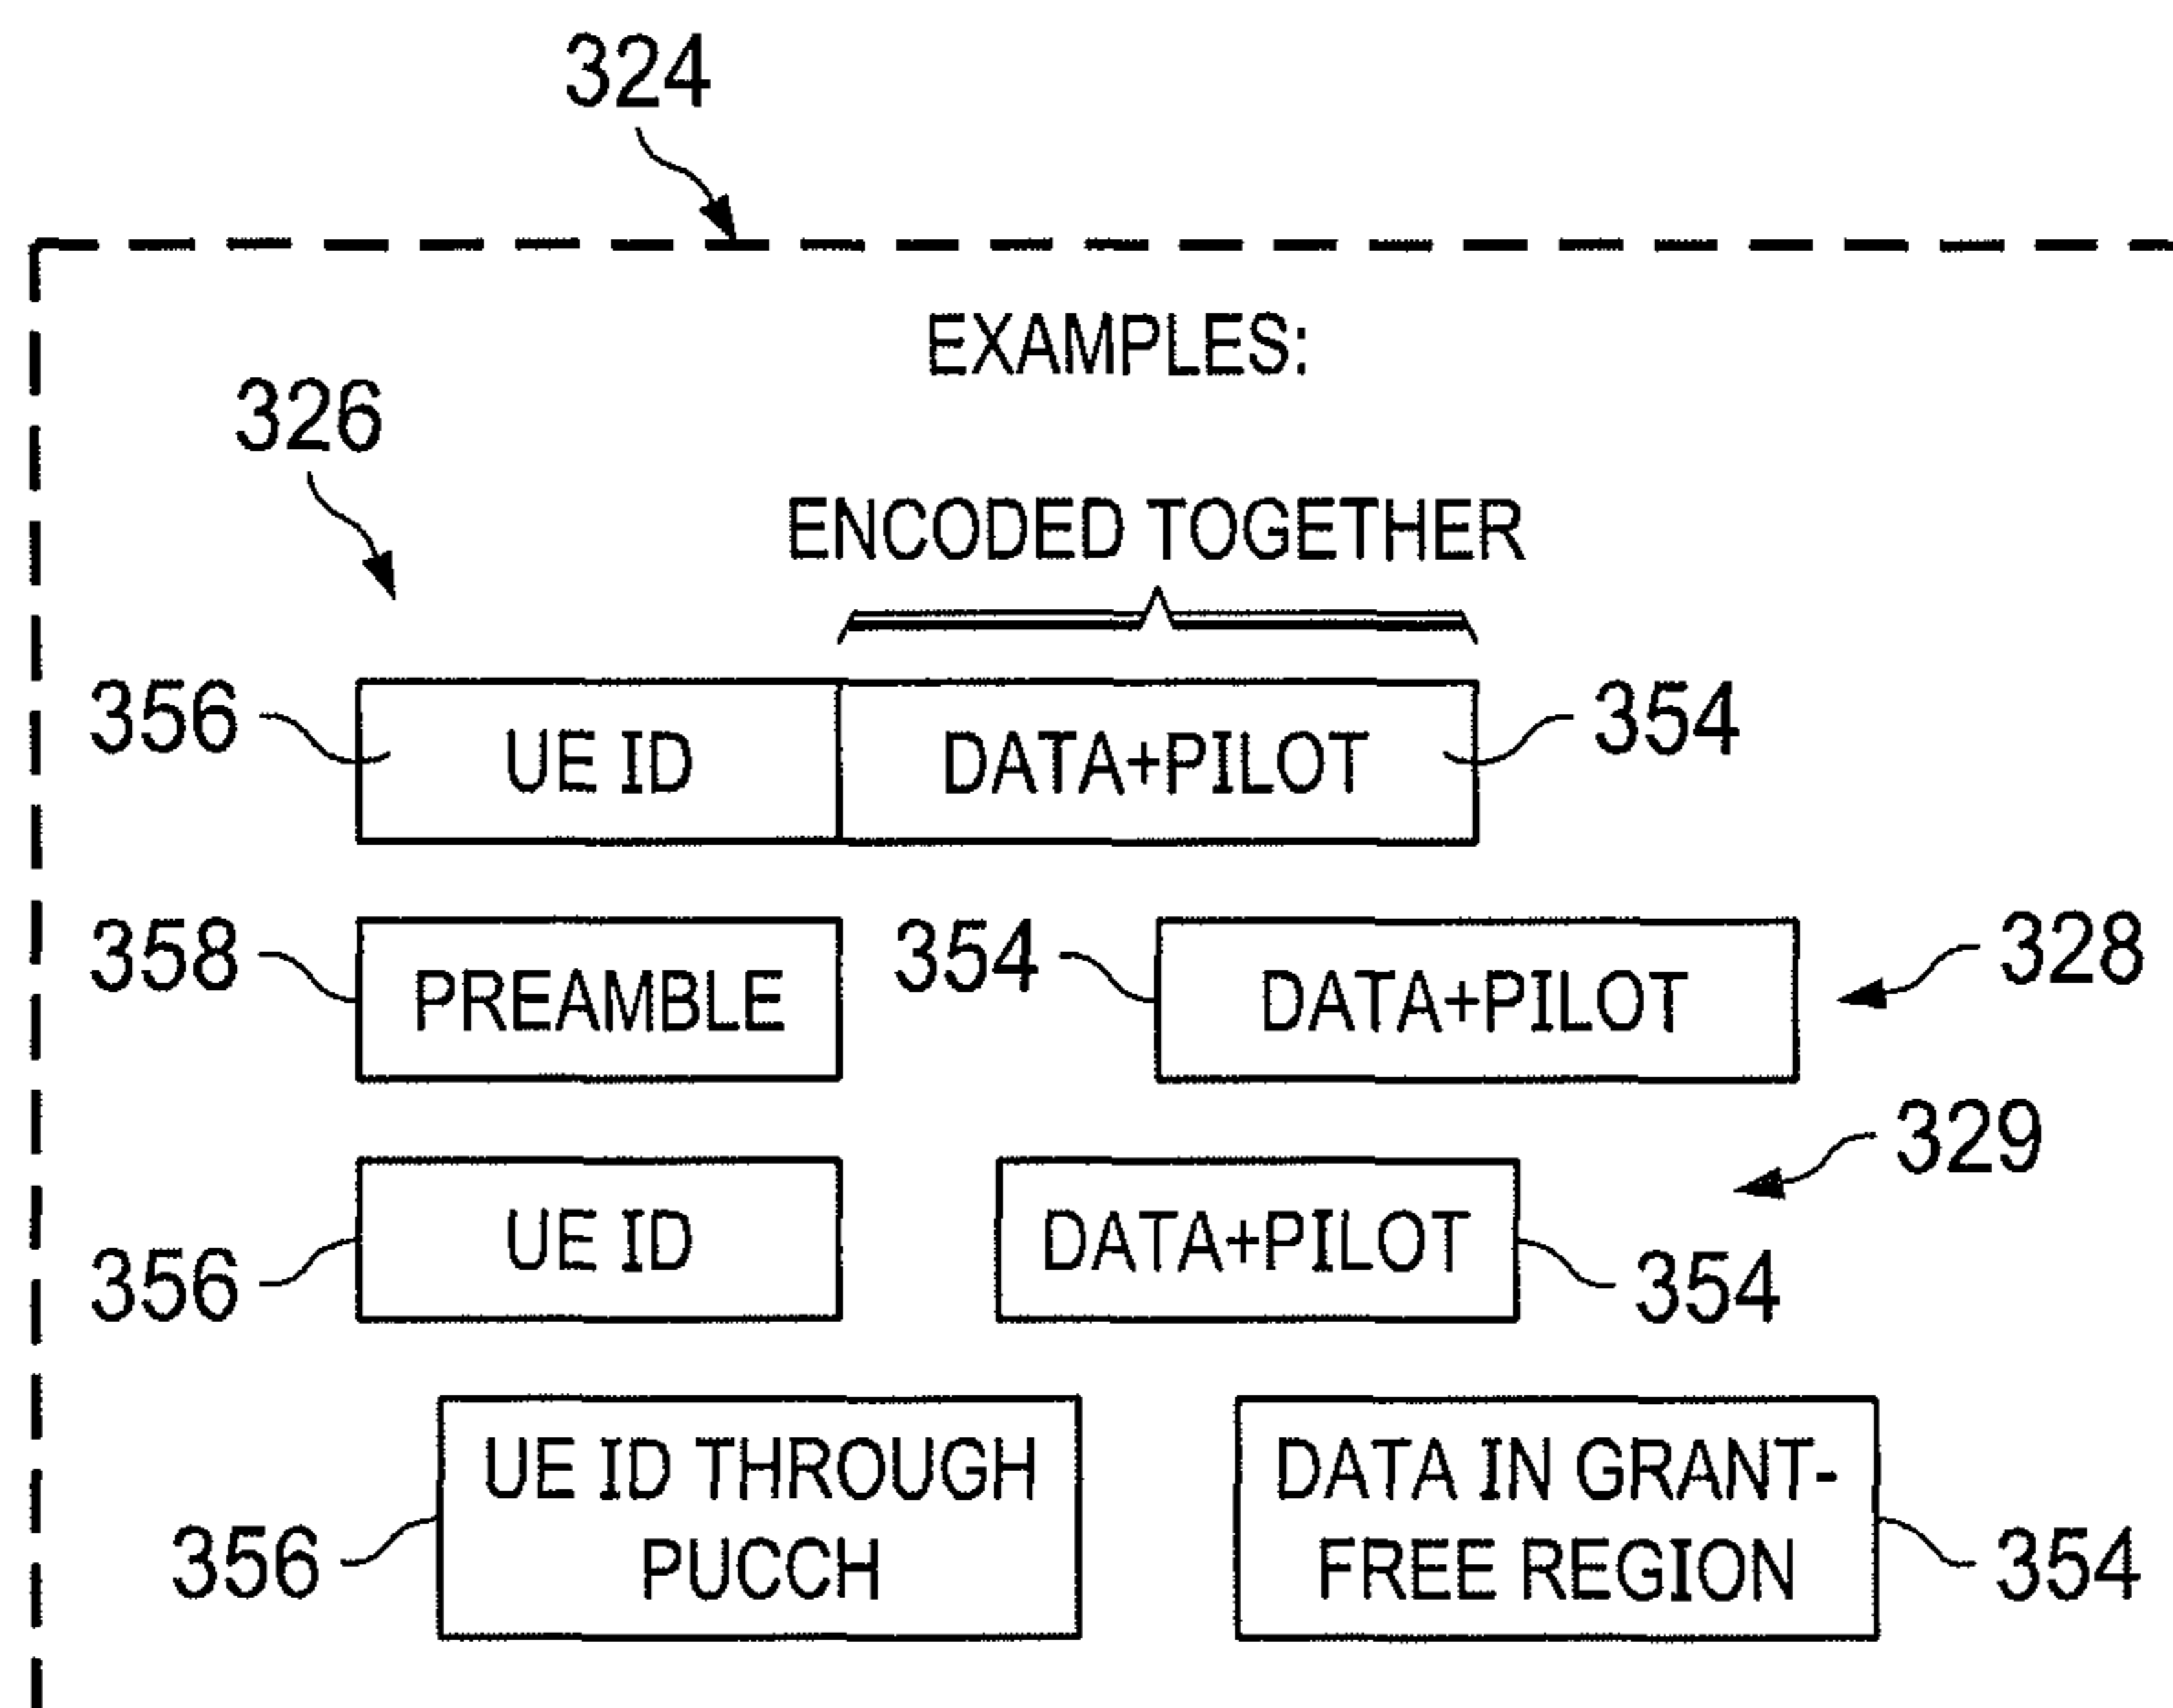 324
EXAMPLES:
326
ENCODED TOGETHER
356 UE ID DATA+PILOT 354
358 PREAMBLE 354 DATA+PILOT 328
329
356 UE ID DATA+PILOT 354
UE ID THROUGH DATA IN GRANT-
356 PUCCH FREE REGION 354